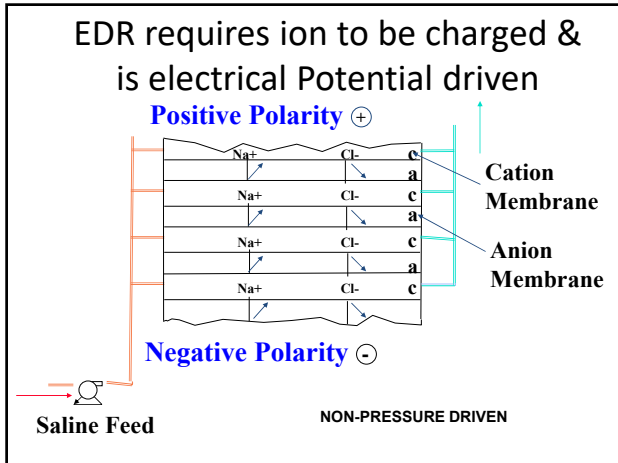 EDR requires ion to be charged &
is electrical Potential driven
Positive Polarity +
Na+ Cl- c
a
Na+ Cl- c
a
Na+ Cl- c
a
Na+ Cl- c
Cation
Membrane
Anion
Membrane
Negative Polarity -
Saline Feed
NON-PRESSURE DRIVEN